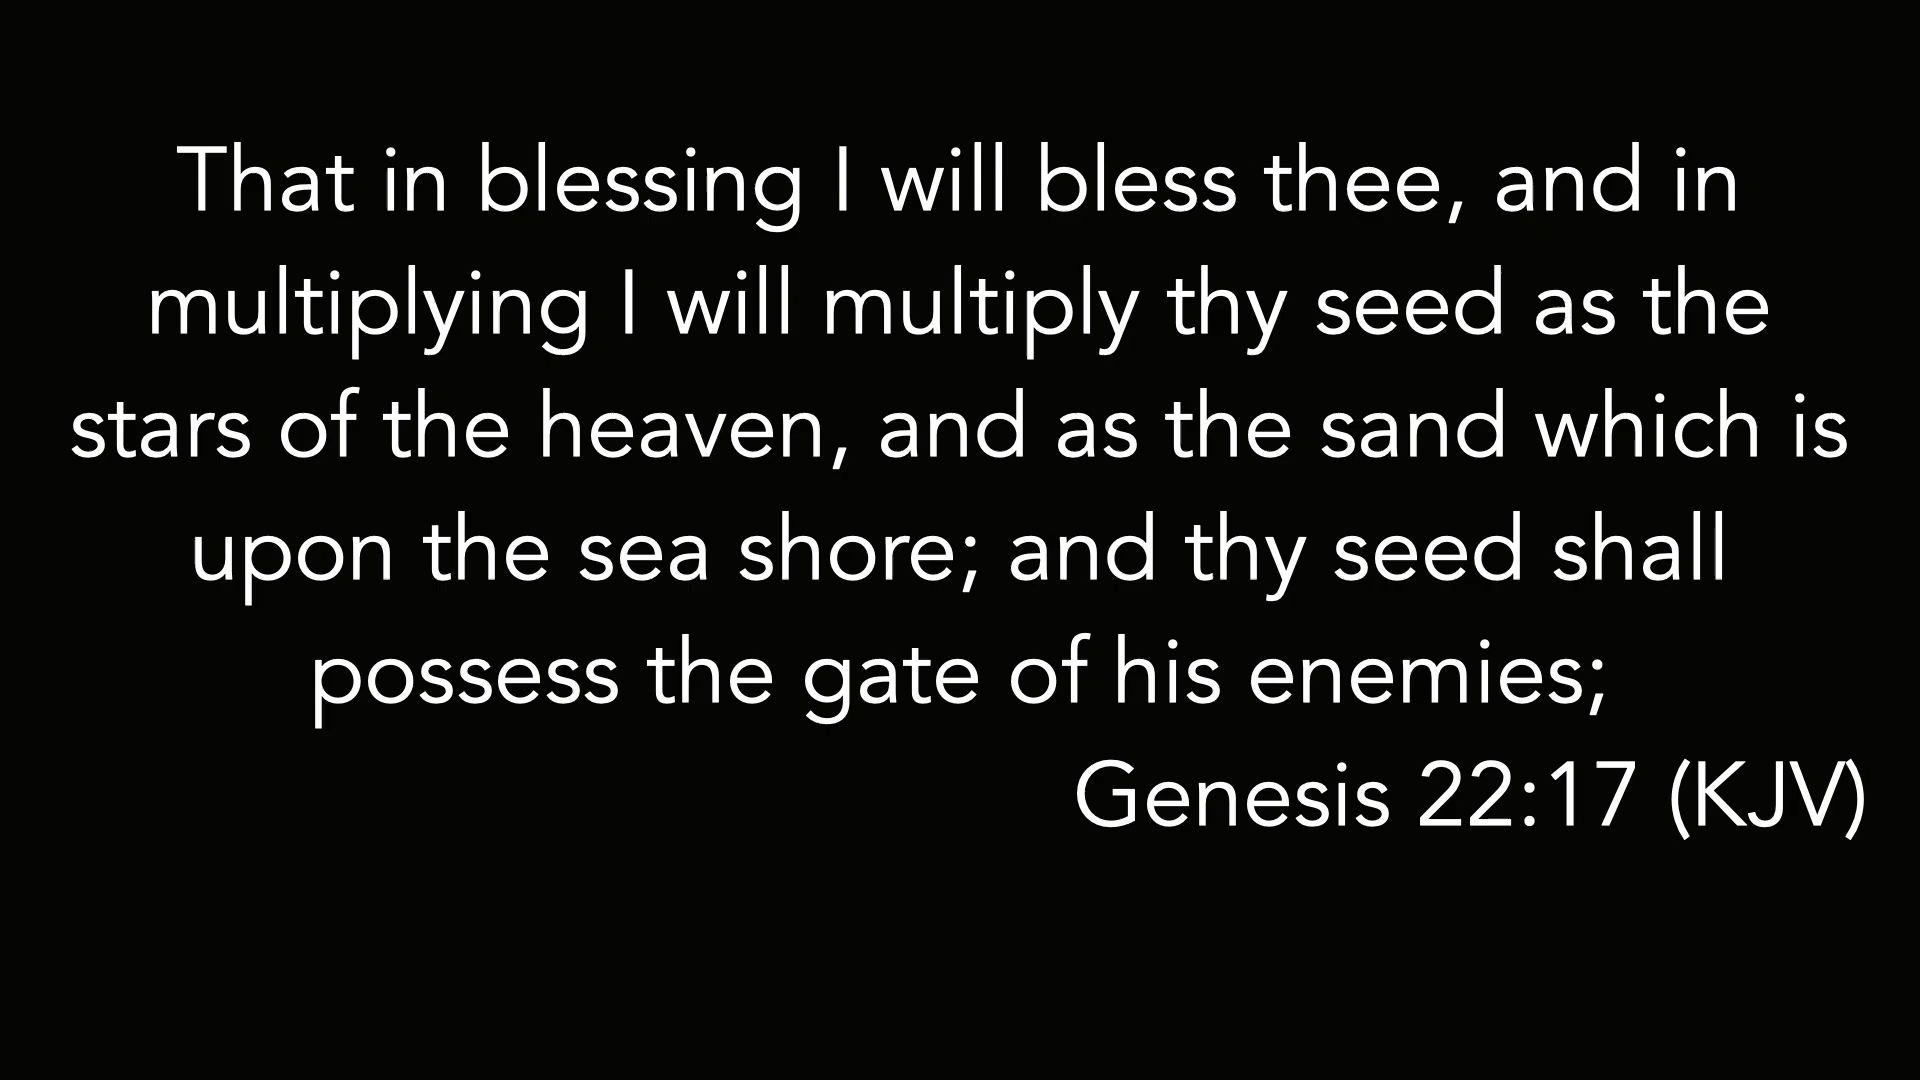 That in blessing I will bless thee, and in
multiplying I will multiply thy seed as the
stars of the heaven, and as the sand which is
upon the sea shore; and thy seed shall
possess the gate of his enemies;
Genesis 22:17 (KJV)